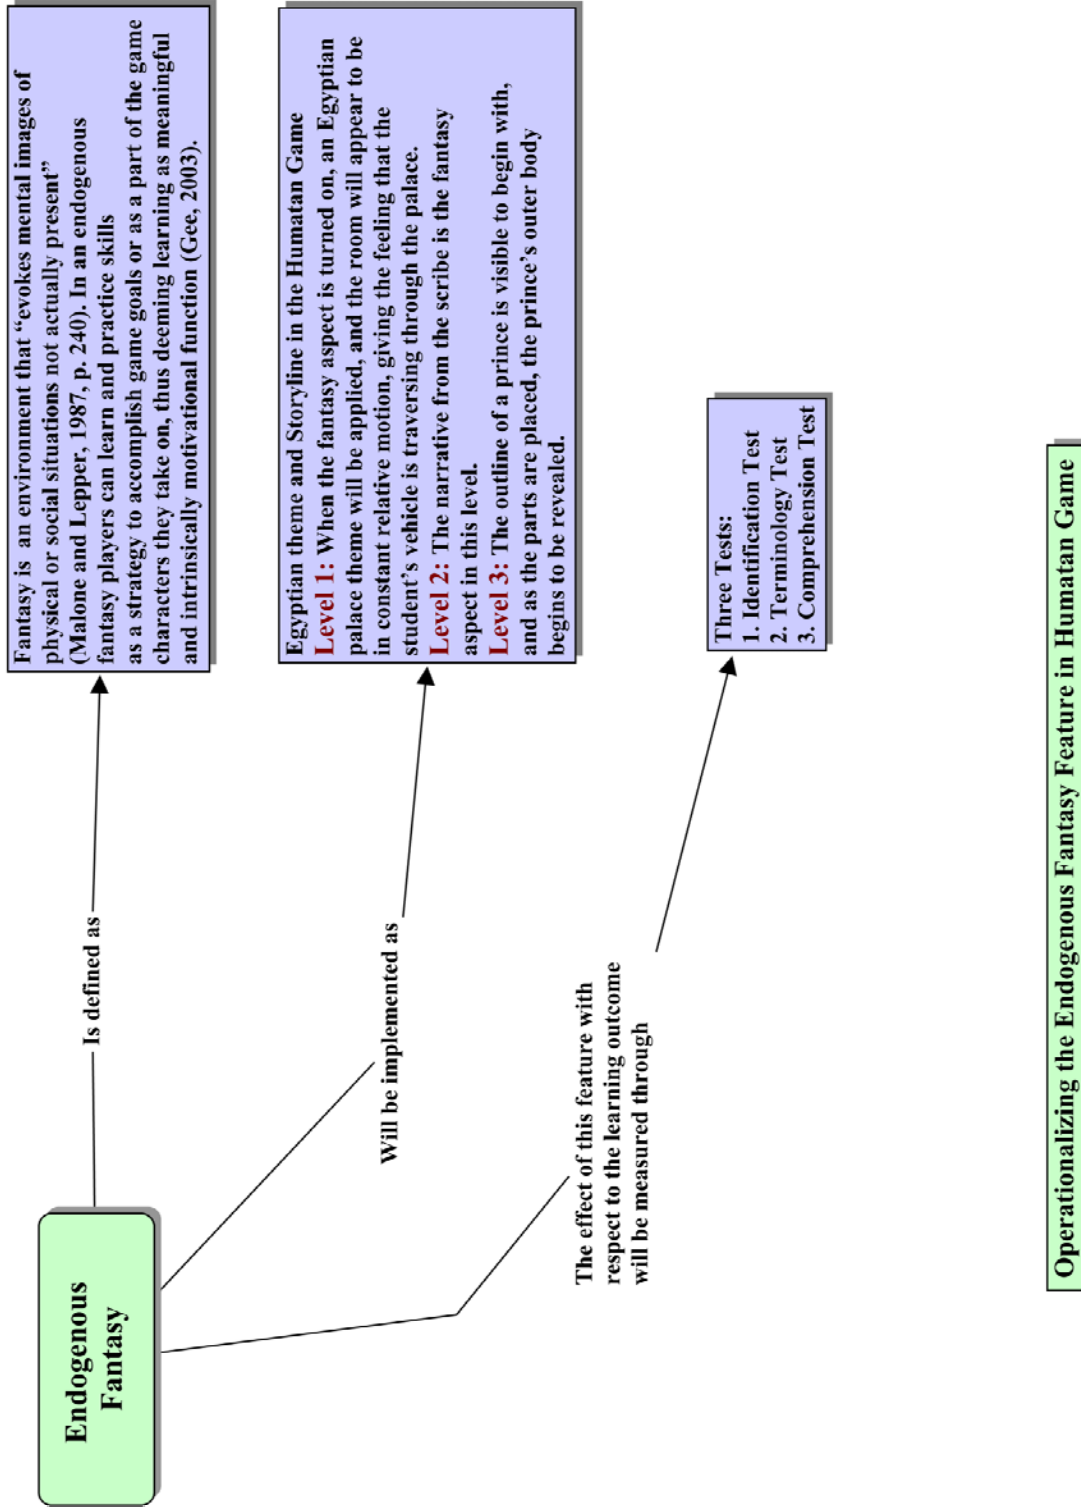 Endogenous
Fantasy
Is defined as
Fantasy is an environment that “evokes mental images of
physical or social situations not actually present”
(Malone and Lepper, 1987, p. 240). In an endogenous
fantasy players can learn and practice skills
as a strategy to accomplish game goals or as a part of the game
characters they take on, thus deeming learning as meaningful
and intrinsically motivational function (Gee, 2003).
Will be implemented as
Egyptian theme and Storyline in the Humatan Game
Level 1: When the fantasy aspect is turned on, an Egyptian
palace theme will be applied, and the room will appear to be
in constant relative motion, giving the feeling that the
student’s vehicle is traversing through the palace.
Level 2: The narrative from the scribe is the fantasy
aspect in this level.
Level 3: The outline of a prince is visible to begin with,
and as the parts are placed, the prince’s outer body
begins to be revealed.
The effect of this feature with
respect to the learning outcome
will be measured through
Three Tests:
1. Identification Test
2. Terminology Test
3. Comprehension Test
Operationalizing the Endogenous Fantasy Feature in Humatan Game